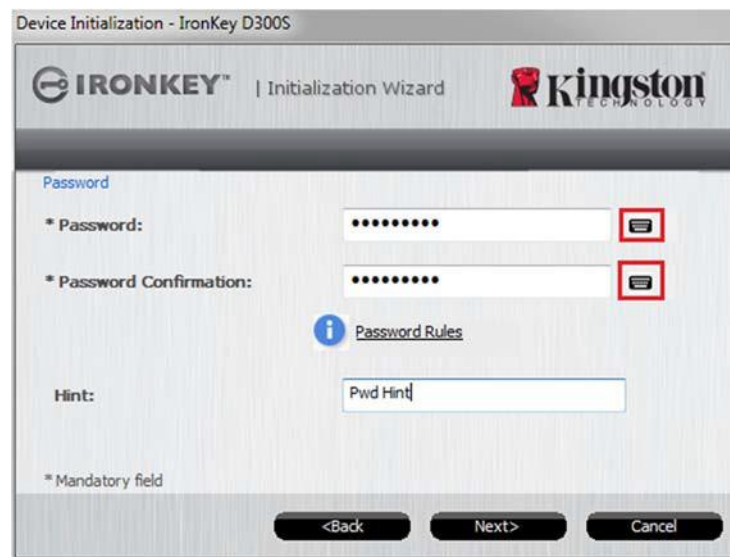 Device Initialization - IronKey D300S
IRONKEY™ | Initialization Wizard
Kingston
TECHNOLOGY
Password
* Password: •••••••••
* Password Confirmation: •••••••••
i Password Rules
Hint: Pwd Hint
* Mandatory field
<Back Next> Cancel